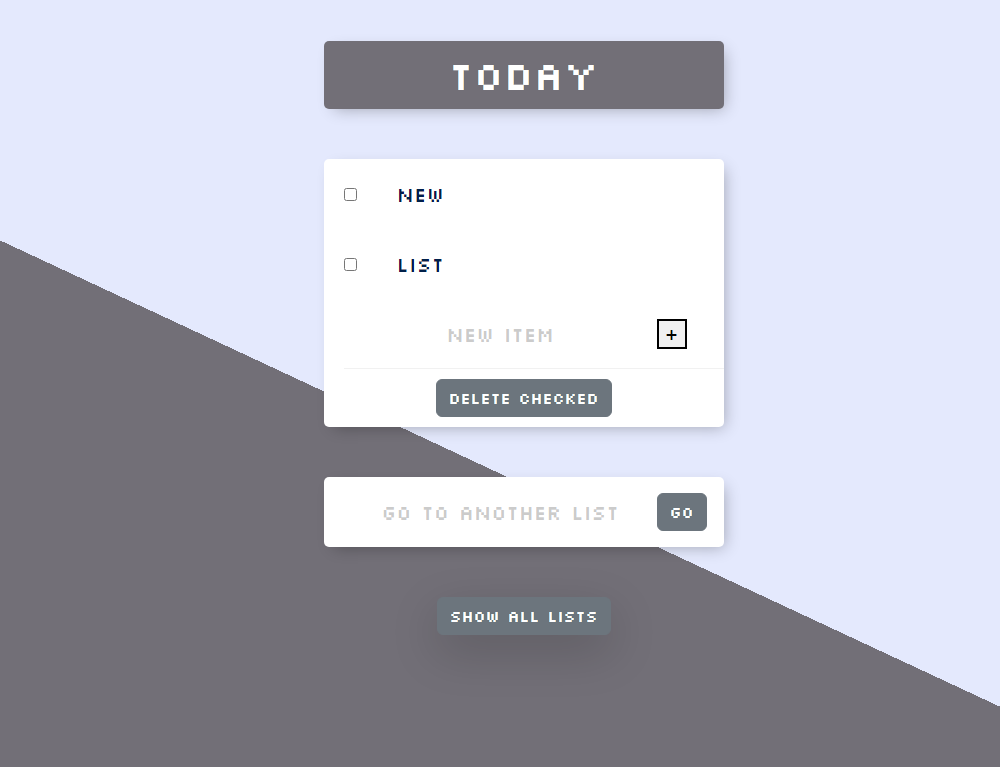 TODAY
NEW
LIST
NEW ITEM
+
DELETE CHECKED
GO TO ANOTHER LIST
GO
SHOW ALL LISTS